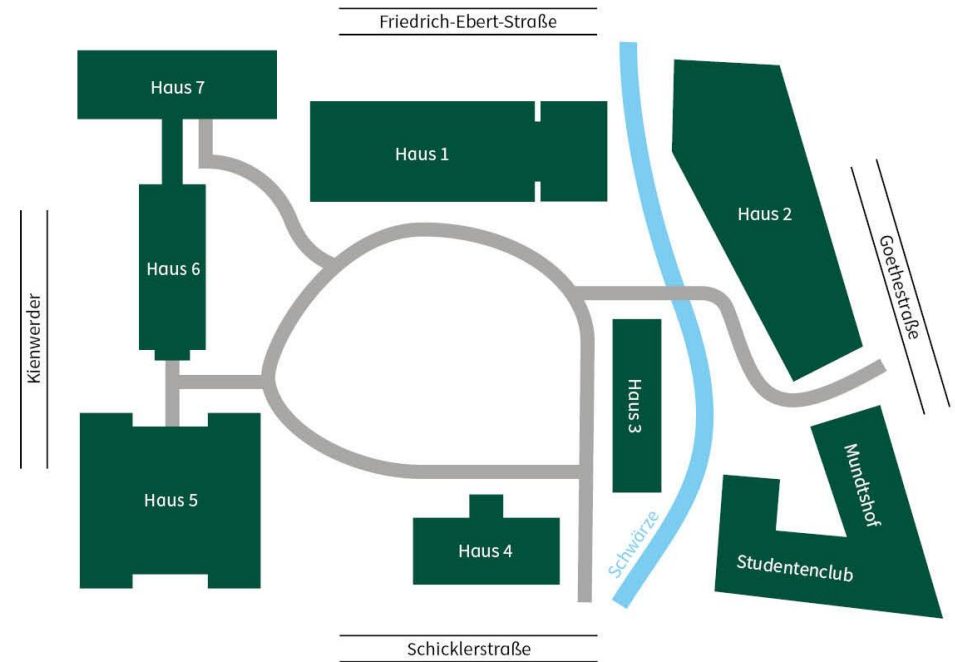 Friedrich-Ebert-Straße
Haus 7
Haus 1
Haus 2
Haus 6
Goethestraße
Kienwerder
Haus 3
Haus 5
Mundtshof
Haus 4
Schwärze
Studentenclub
Schicklerstraße